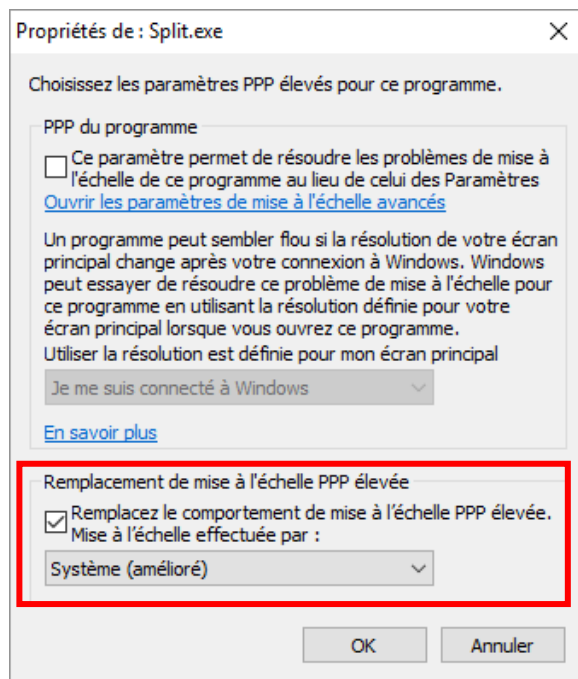 Propriétés de : Split.exe
Choisissez les paramètres PPP élevés pour ce programme.
PPP du programme
Ce paramètre permet de résoudre les problèmes de mise à
l'échelle de ce programme au lieu de celui des Paramètres
Ouvrir les paramètres de mise à l'échelle avancés
Un programme peut sembler flou si la résolution de votre écran
principal change après votre connexion à Windows. Windows
peut essayer de résoudre ce problème de mise à l'échelle pour
ce programme en utilisant la résolution définie pour votre
écran principal lorsque vous ouvrez ce programme.
Utiliser la résolution est définie pour mon écran principal
Je me suis connecté à Windows
En savoir plus
Remplacement de mise à l'échelle PPP élevée
Remplacez le comportement de mise à l’échelle PPP élevée.
Mise à l’échelle effectuée par :
Système (amélioré)
OK
Annuler